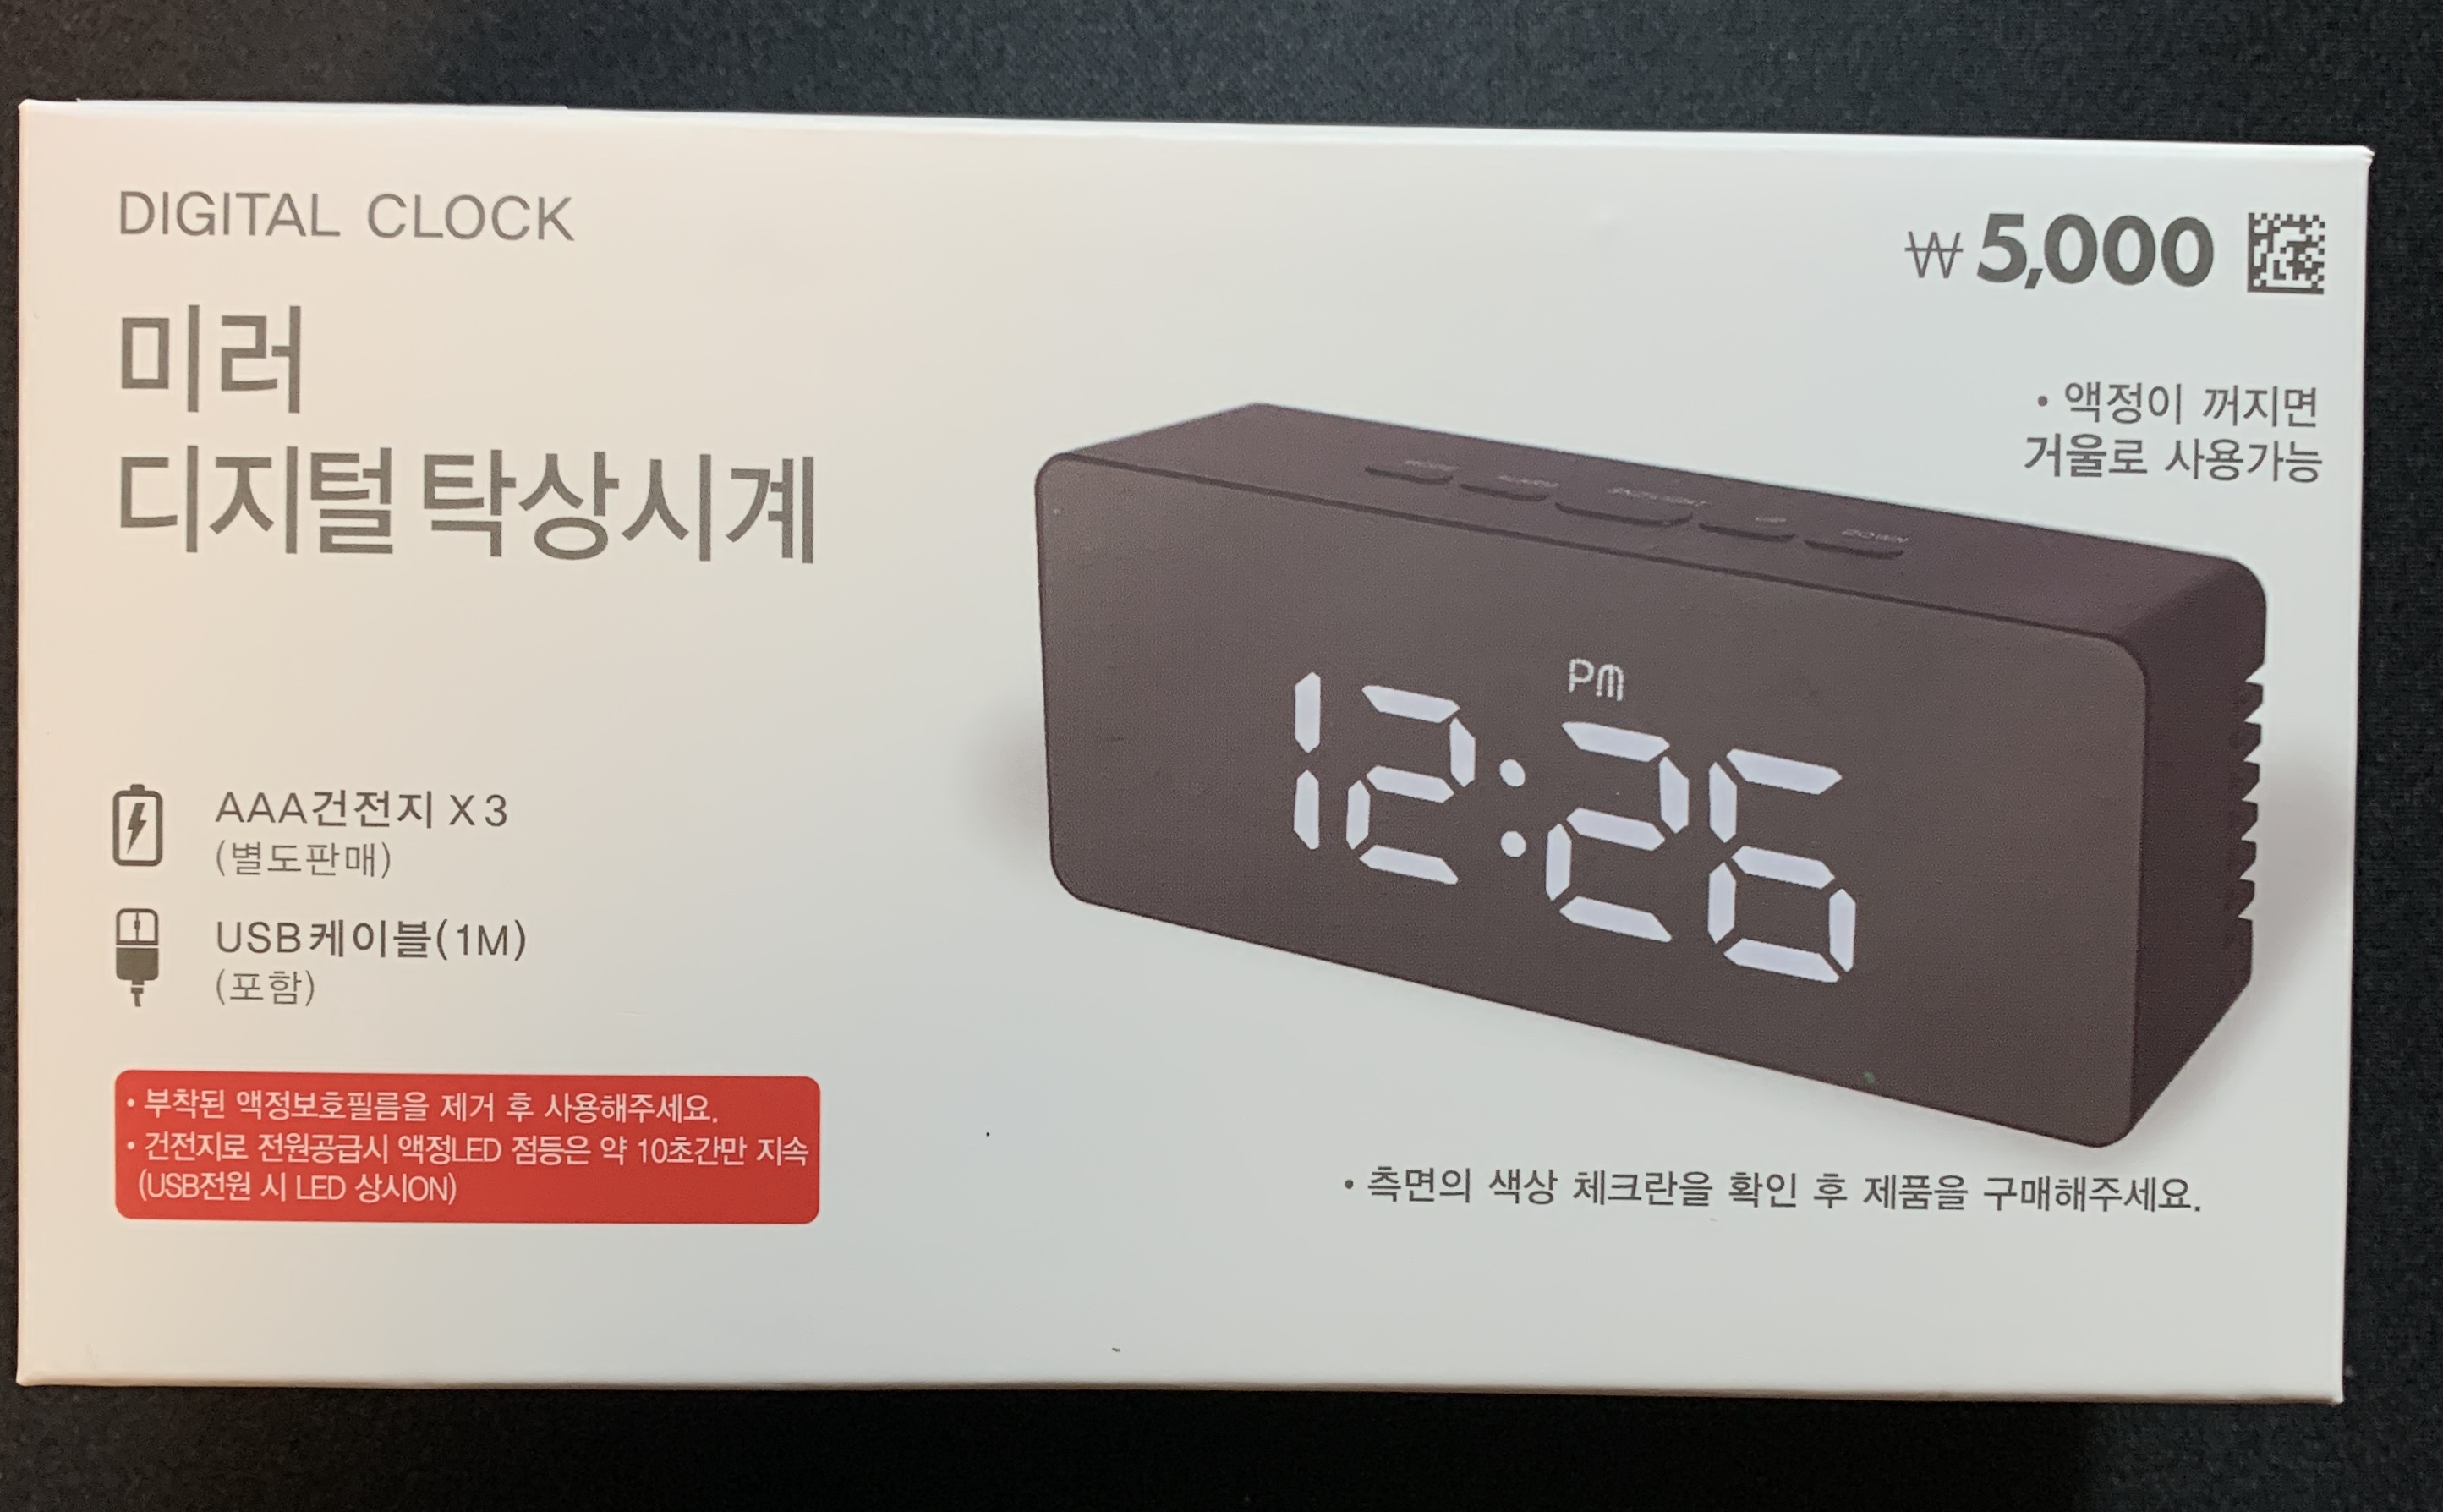 DIGITAL CLOCK
미러
디지털 탁상시계
₩ 5,000
• 액정이 꺼지면
거울로 사용가능
DOWN
PM
12:26
AAA건전지 X 3
(별도판매)
USB케이블(1M)
(포함)
• 부착된 액정보호필름을 제거 후 사용해주세요.
• 건전지로 전원공급시 액정LED 점등은 약 10초간만 지속
(USB전원 시 LED 상시ON)
• 측면의 색상 체크란을 확인 후 제품을 구매해주세요.